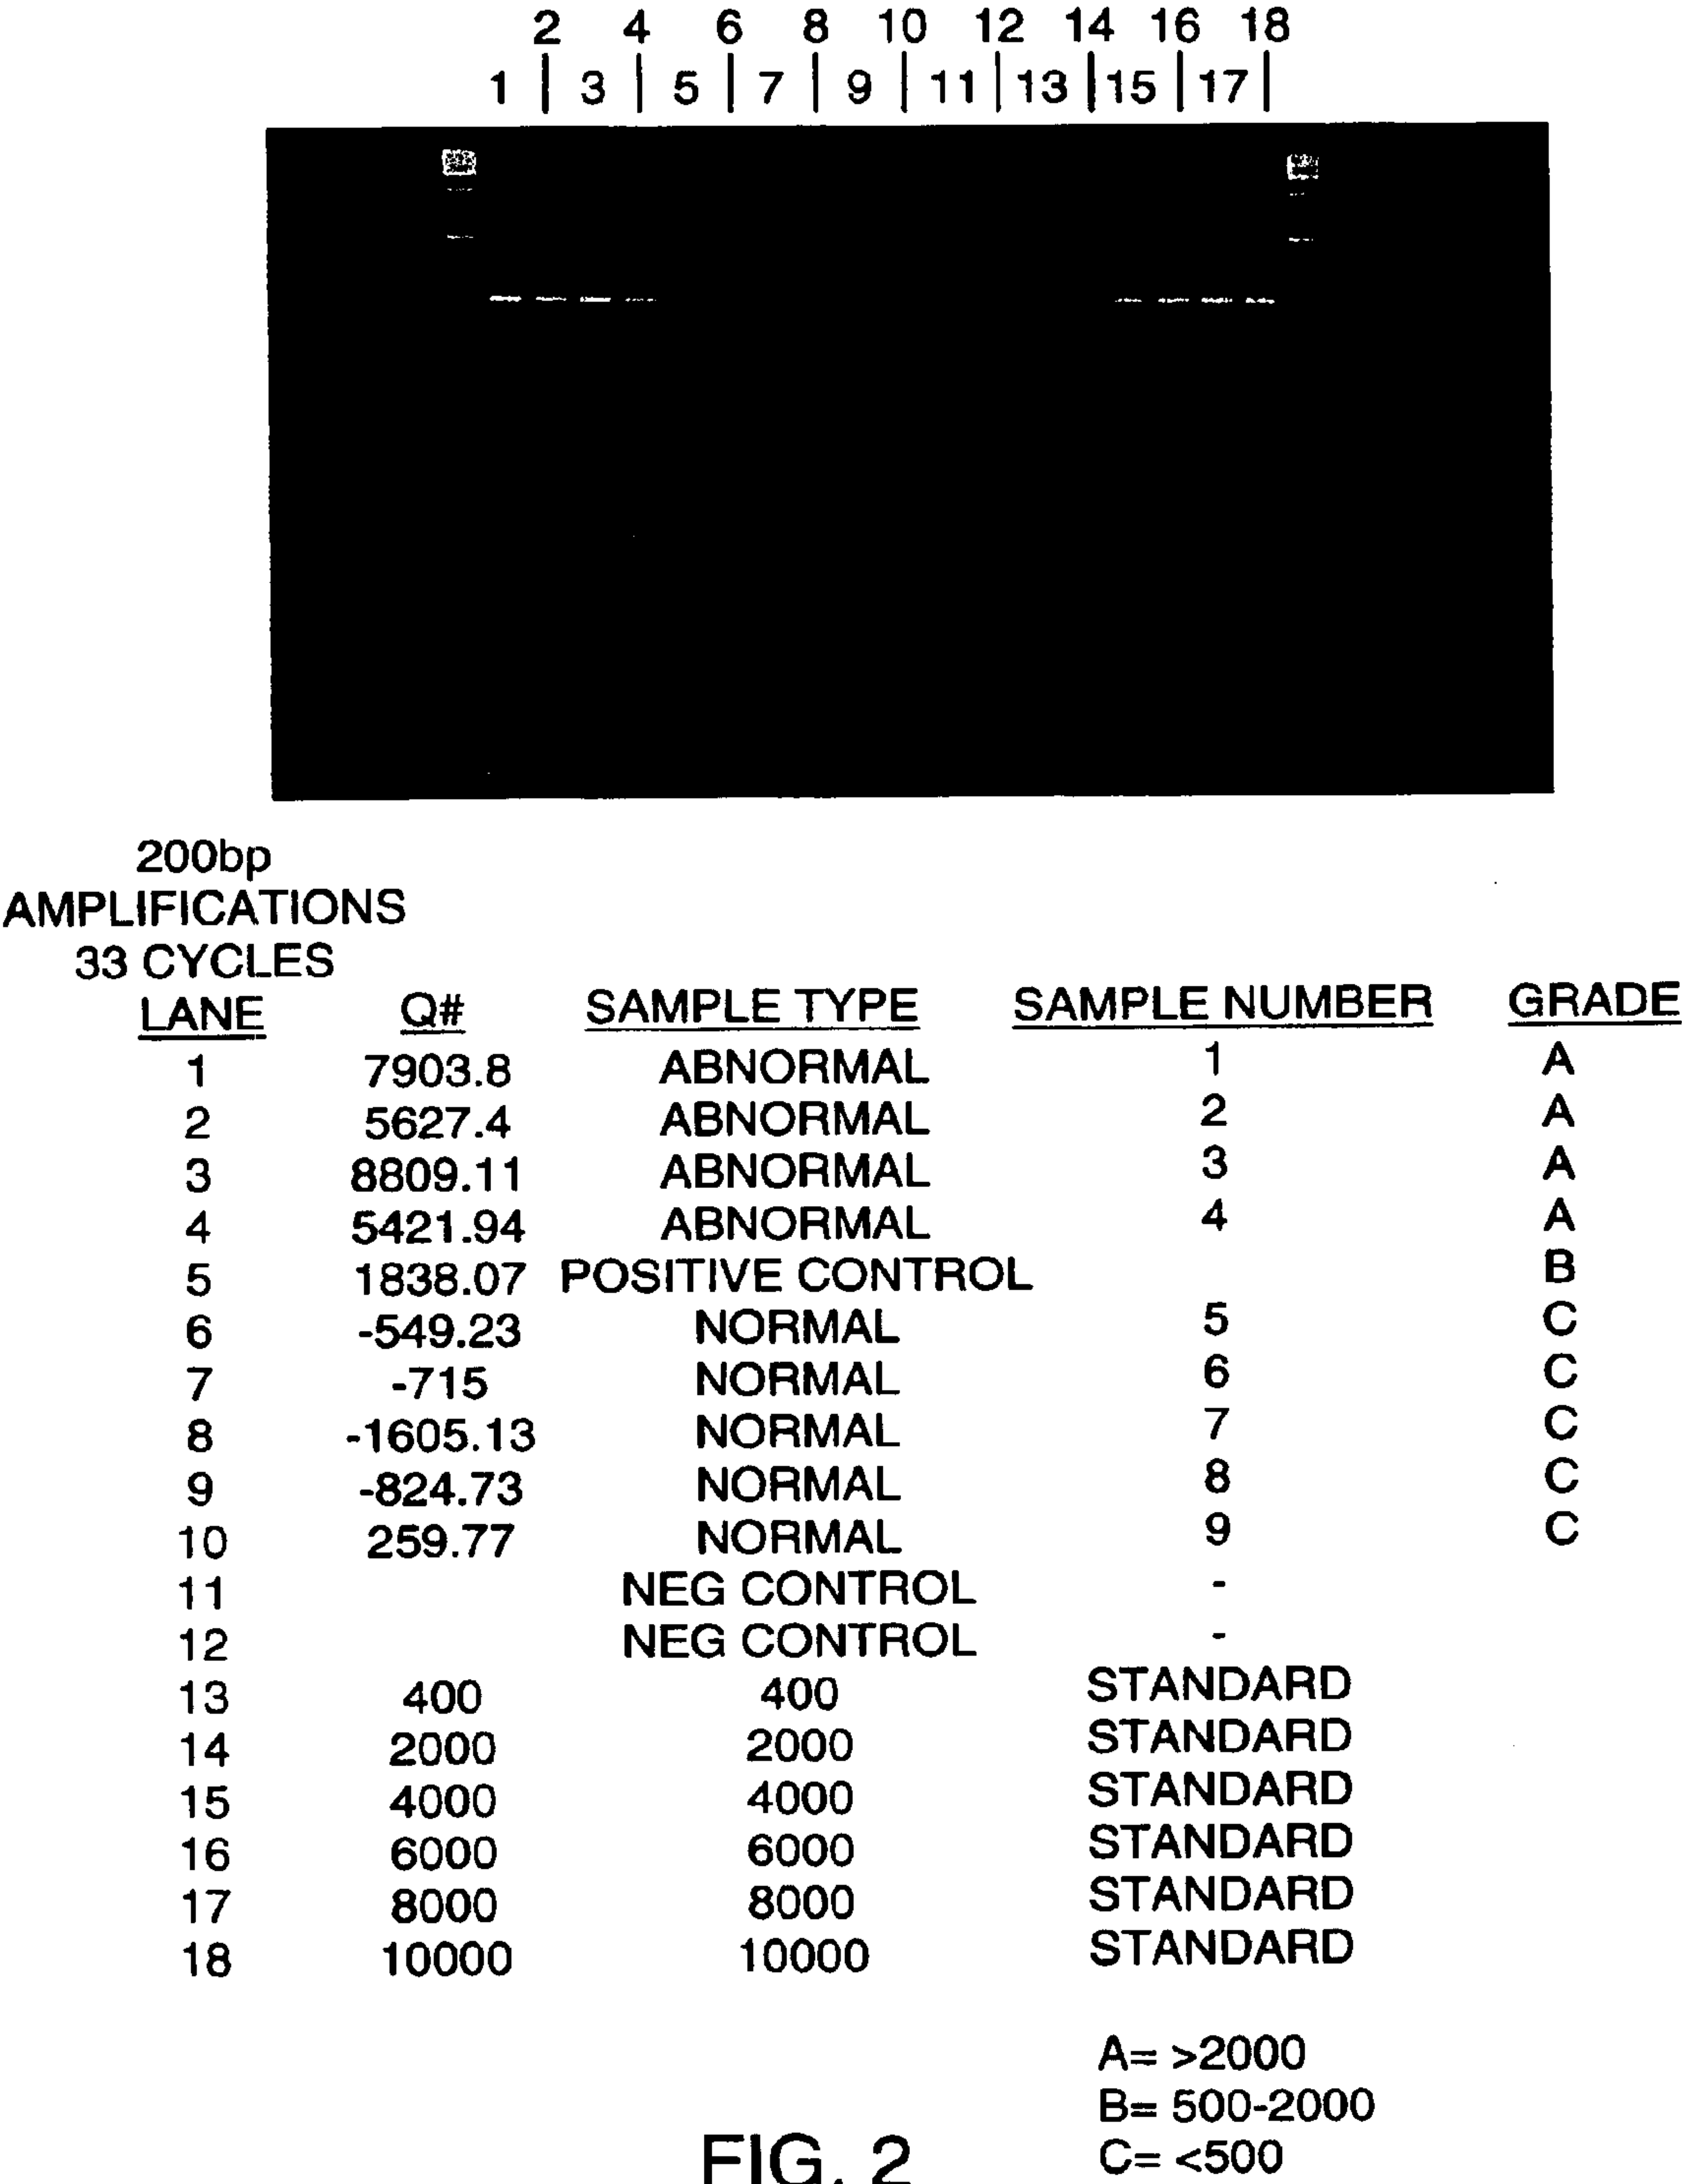 2 4 6 8 10 12 14 16 18
1 | 3 | 5 | 7 | 9 | 11 | 13 | 15 | 17 |
200bp
AMPLIFICATIONS
33 CYCLES
LANE Q# SAMPLE TYPE SAMPLE NUMBER GRADE
1 7903.8 ABNORMAL 1 A
2 5627.4 ABNORMAL 2 A
3 8809.11 ABNORMAL 3 A
4 5421.94 ABNORMAL 4 A
5 1838.07 POSITIVE CONTROL B
6 -549.23 NORMAL 5 C
7 -715 NORMAL 6 C
8 -1605.13 NORMAL 7 C
9 -824.73 NORMAL 8 C
10 259.77 NORMAL 9 C
11 NEG CONTROL -
12 NEG CONTROL -
13 400 400 STANDARD
14 2000 2000 STANDARD
15 4000 4000 STANDARD
16 6000 6000 STANDARD
17 8000 8000 STANDARD
18 10000 10000 STANDARD
A= >2000
B= 500-2000
C= <500
FIG. 2